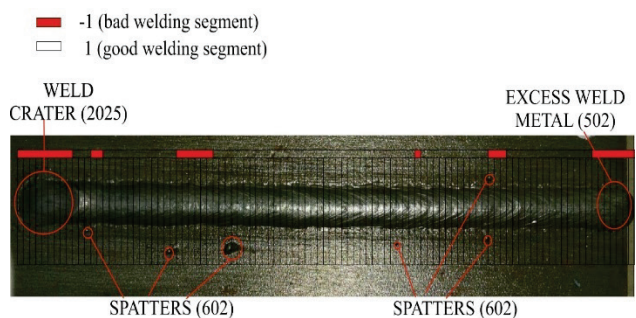 -1 (bad welding segment)
1 (good welding segment)
WELD
CRATER (2025)
EXCESS WELD
METAL (502)
SPATTERS (602)
SPATTERS (602)